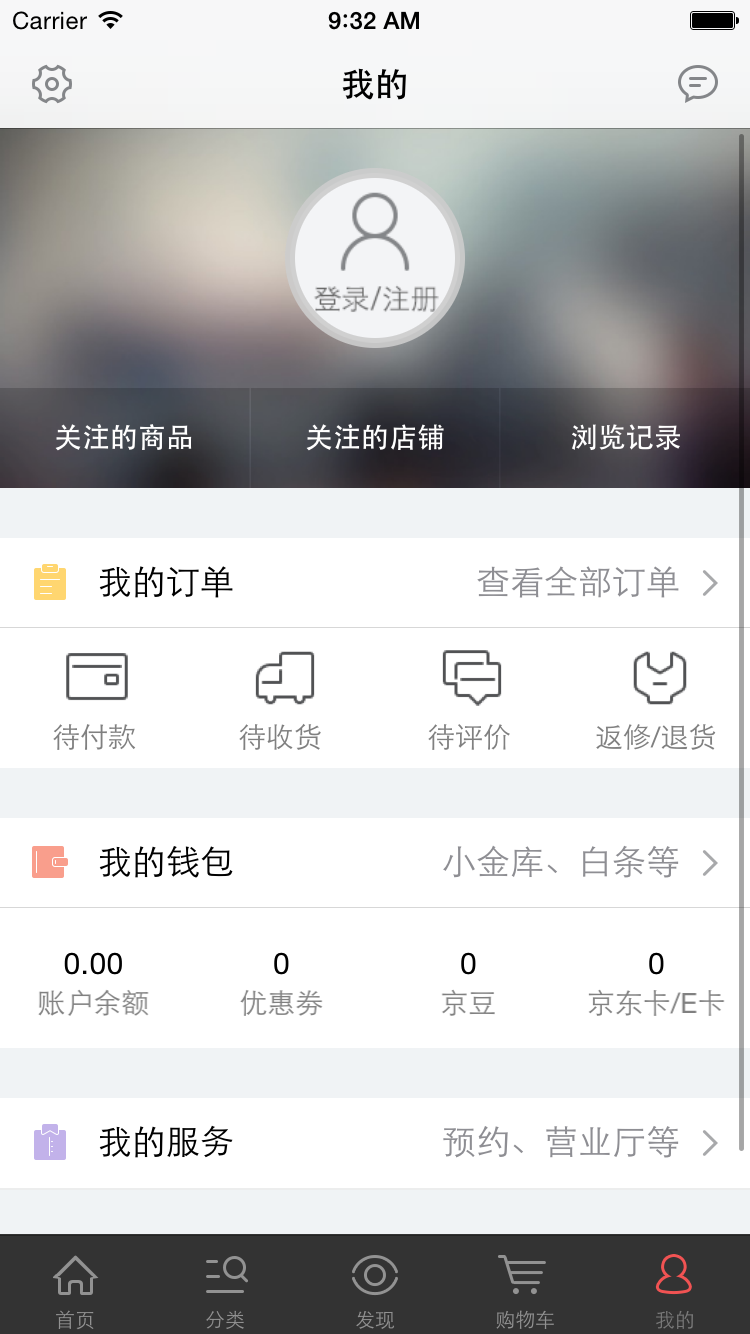 Carrier 9:32 AM
我的
登录/注册
关注的商品 关注的店铺 浏览记录
我的订单 查看全部订单
待付款 待收货 待评价 返修/退货
我的钱包 小金库、白条等
0.00 0 0 0
账户余额 优惠券 京豆 京东卡/E卡
我的服务 预约、营业厅等
首页 分类 发现 购物车 我的